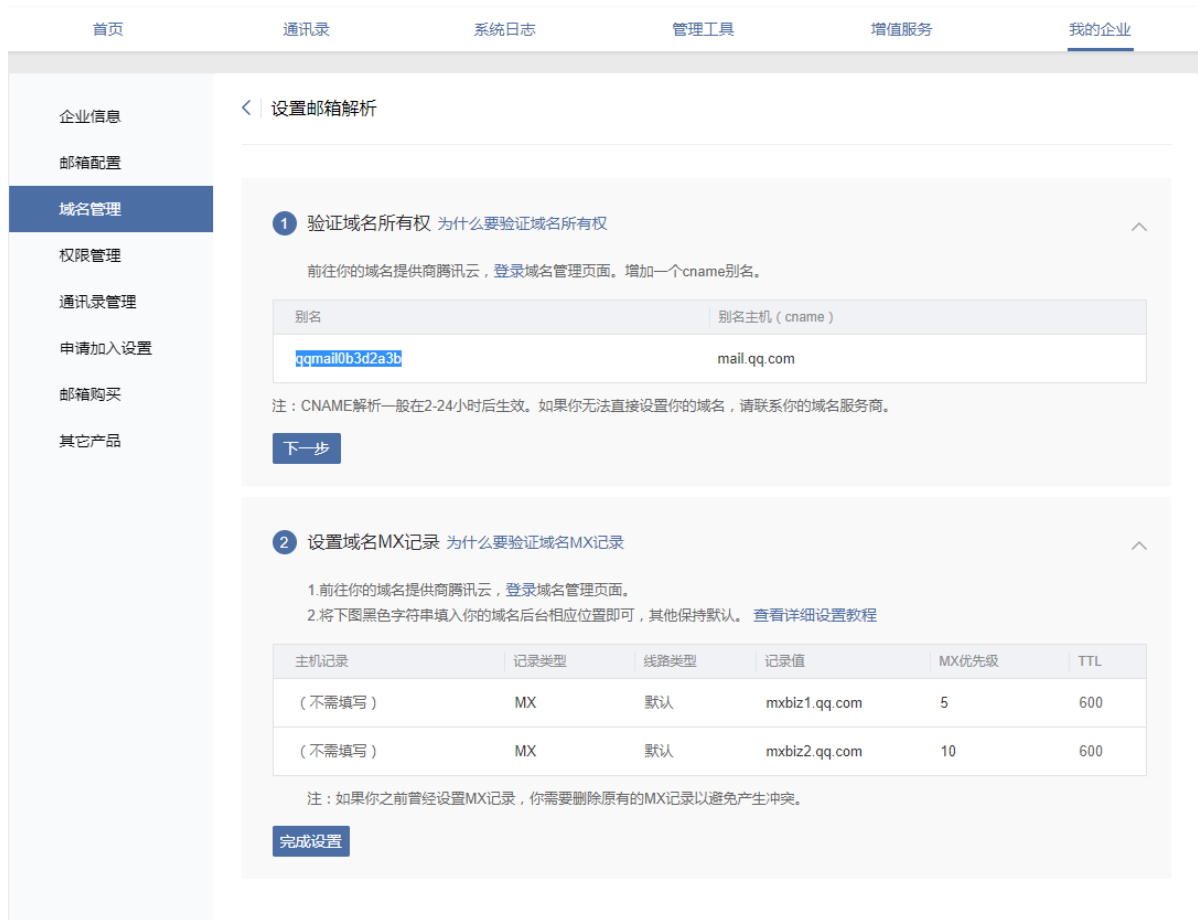 首页 通讯录 系统日志 管理工具 增值服务 我的企业
企业信息
邮箱配置
域名管理
权限管理
通讯录管理
申请加入设置
邮箱购买
其它产品
设置邮箱解析
1 验证域名所有权 为什么要验证域名所有权
前往你的域名提供商腾讯云，登录域名管理页面。增加一个cname别名。
别名 别名主机（cname）
qqmail0b3d2a3b mail.qq.com
注：CNAME解析一般在2-24小时后生效。如果你无法直接设置你的域名，请联系你的域名服务商。
下一步
2 设置域名MX记录 为什么要验证域名MX记录
1.前往你的域名提供商腾讯云，登录域名管理页面。
2.将下图黑色字符串填入你的域名后台相应位置即可，其他保持默认。 查看详细设置教程
主机记录 记录类型 线路类型 记录值 MX优先级 TTL
（不需填写） MX 默认 mxbiz1.qq.com 5 600
（不需填写） MX 默认 mxbiz2.qq.com 10 600
注：如果你之前曾经设置MX记录，你需要删除原有的MX记录以避免产生冲突。
完成设置